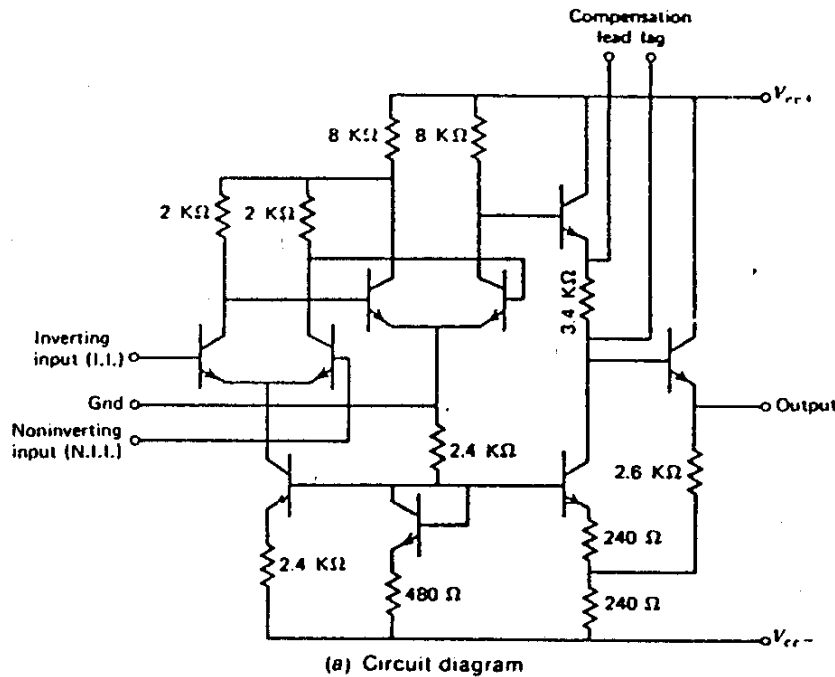 Compensation
lead lag
Vcc+
8 KΩ
8 KΩ
2 KΩ
2 KΩ
3.4 KΩ
Inverting
input (I.I.)
Gnd
Output
Noninverting
input (N.I.I.)
2.4 KΩ
2.6 KΩ
240 Ω
2.4 KΩ
480 Ω
240 Ω
Vcc−
(a) Circuit diagram